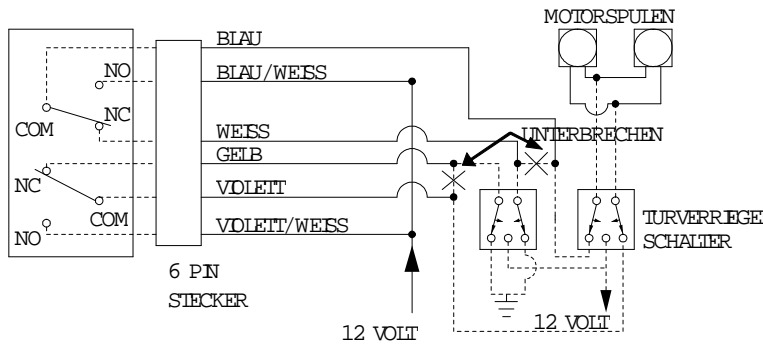 MOTORSPULEN
BLAU
NO
BLAU/WEISS
NC
COM
WEISS
UNTERBRECHEN
GELB
NC
VIOLETT
COM
NO
VIOLETT/WEISS
TURVERRIEGE
SCHALTER
6 PIN
STECKER
12 VOLT
12 VOLT